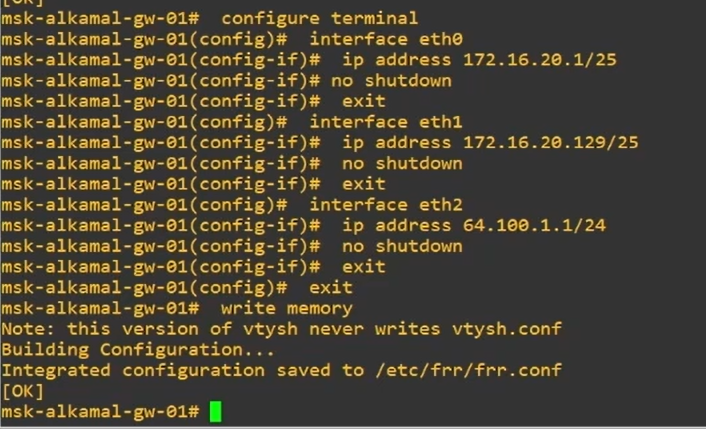 [OK]
msk-alkamal-gw-01#  configure terminal
msk-alkamal-gw-01(config)#  interface eth0
msk-alkamal-gw-01(config-if)#  ip address 172.16.20.1/25
msk-alkamal-gw-01(config-if)# no shutdown
msk-alkamal-gw-01(config-if)#  exit
msk-alkamal-gw-01(config)#  interface eth1
msk-alkamal-gw-01(config-if)#  ip address 172.16.20.129/25
msk-alkamal-gw-01(config-if)#  no shutdown
msk-alkamal-gw-01(config-if)#  exit
msk-alkamal-gw-01(config)#  interface eth2
msk-alkamal-gw-01(config-if)#  ip address 64.100.1.1/24
msk-alkamal-gw-01(config-if)#  no shutdown
msk-alkamal-gw-01(config-if)#  exit
msk-alkamal-gw-01(config)#  exit
msk-alkamal-gw-01#  write memory
Note: this version of vtysh never writes vtysh.conf
Building Configuration...
Integrated configuration saved to /etc/frr/frr.conf
[OK]
msk-alkamal-gw-01#